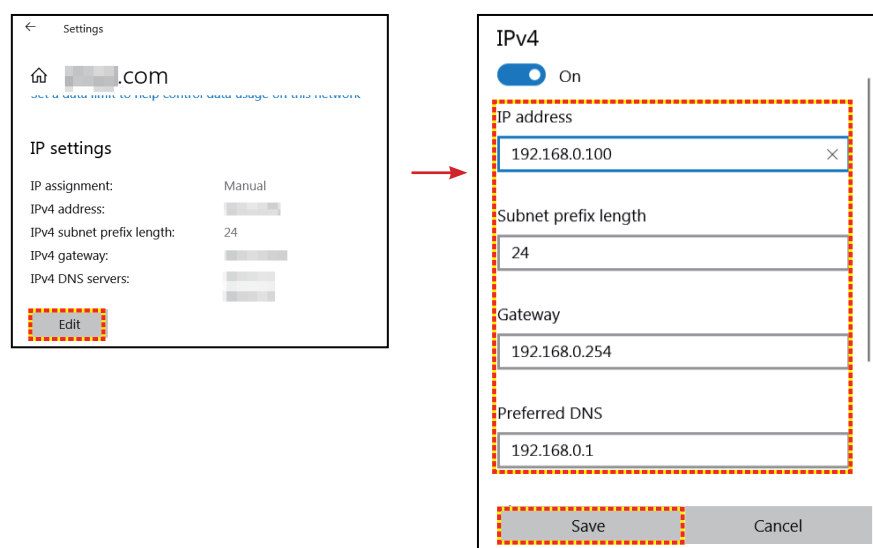 Settings
.com
Set a data limit to help control data usage on this network
IP settings
IP assignment: Manual
IPv4 address:
IPv4 subnet prefix length: 24
IPv4 gateway:
IPv4 DNS servers:
Edit
IPv4
On
IP address
192.168.0.100
Subnet prefix length
24
Gateway
192.168.0.254
Preferred DNS
192.168.0.1
Save Cancel